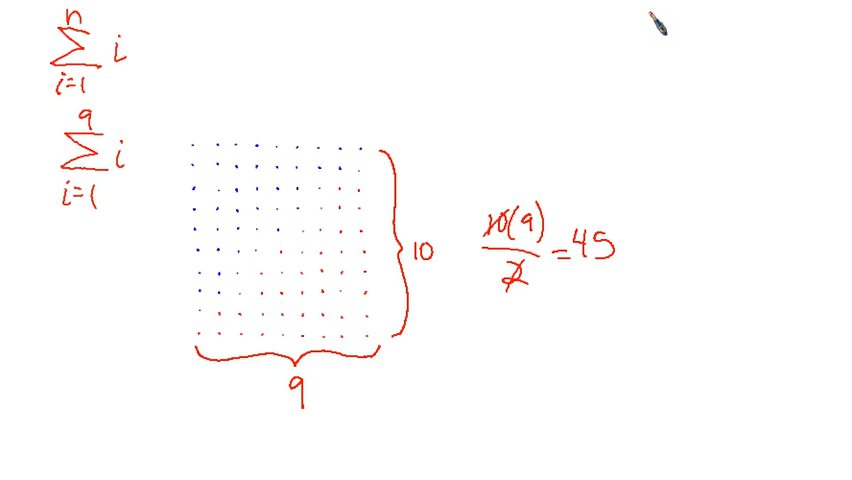 n
∑ i
i=1
9
∑ i
i=1
10
10(9)
2
=45
9